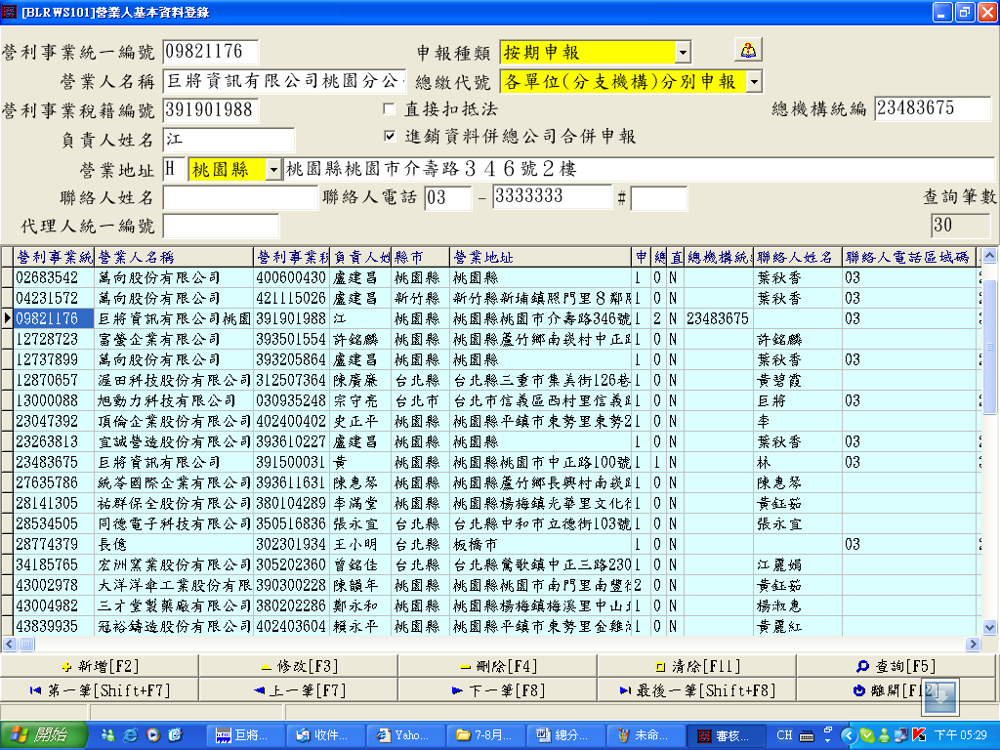 [BLRWS101]營業人基本資料登錄
營利事業統一編號 09821176 申報種類 按期申報
營業人名稱 巨將資訊有限公司桃園分公 總繳代號 各單位(分支機構)分別申報
營利事業稅籍編號 391901988 直接扣抵法 總機構統編 23483675
負責人姓名 江 進銷資料併總公司合併申報
營業地址 H 桃園縣 桃園縣桃園市介壽路３４６號２樓
聯絡人姓名 聯絡人電話 03 - 3333333 # 查詢筆數
代理人統一編號 30
營利事業統 營業人名稱 營利事業稅 負責人姓 縣市 營業地址 申 總 直 總機構統 聯絡人姓名 聯絡人電話區域碼
02683542 萬向股份有限公司 400600430 盧建昌 桃園縣 桃園縣 1 0 N 葉秋香 03
04231572 萬向股份有限公司 421115026 盧建昌 新竹縣 新竹縣新埔鎮照門里８鄰 1 0 N 葉秋香 03
09821176 巨將資訊有限公司桃園 391901988 江 桃園縣 桃園縣桃園市介壽路346號 1 2 N 23483675 03
12728723 富螢企業有限公司 393501554 許銘麟 桃園縣 桃園縣蘆竹鄉南崁村中正路 1 0 N 許銘麟
12737899 萬向股份有限公司 393205864 盧建昌 桃園縣 桃園縣 1 0 N 葉秋香 03
12870657 渥田科技股份有限公司 312507364 陳廣廉 台北縣 台北縣三重市集美街126巷 1 0 N 黃碧霞
13000088 旭動力科技有限公司 030935248 宗守亮 台北市 台北市信義區西村里信義路 1 0 N 巨將 03
23047392 頂倫企業股份有限公司 402400402 史正平 桃園縣 桃園縣平鎮市東勢里東勢2 1 0 N 李
23263813 宜誠營造股份有限公司 393610227 盧建昌 桃園縣 桃園縣 1 0 N 葉秋香 03
23483675 巨將資訊有限公司 391500031 黃 桃園縣 桃園縣桃園市中正路100號 1 1 N 林 03
27635786 統苓國際企業有限公司 393611631 陳惠琴 桃園縣 桃園縣蘆竹鄉長興村南崁路 1 0 N 陳惠琴
28141305 祐群保全股份有限公司 380104289 李滿堂 桃園縣 桃園縣楊梅鎮光華里文化街 1 0 N 黃鈺茹
28534505 同德電子科技有限公司 350516836 張永宜 台北縣 台北縣中和市立德街103號 1 0 N 張永宜
28774379 長億 302301934 王小明 台北縣 板橋市 1 0 N 03
34185765 宏洲窯業股份有限公司 305202360 曾銘佳 台北縣 台北縣鶯歌鎮中正三路230 1 0 N 江麗娟
43002978 大洋洋傘工業股份有限 390300228 陳韻年 桃園縣 桃園縣桃園市南門里南豐街 2 0 N 黃鈺茹
43004982 三才堂製藥廠有限公司 380202286 鄭永和 桃園縣 桃園縣楊梅鎮梅溪里中山 1 0 N 楊淑惠
43839935 冠裕鑄造股份有限公司 402403604 賴永平 桃園縣 桃園縣平鎮市東勢里金雞 1 0 N 黃麗紅
新增[F2] 修改[F3] 刪除[F4] 清除[F11] 查詢[F5]
第一筆[Shift+F7] 上一筆[F7] 下一筆[F8] 最後一筆[Shift+F8] 離開[F12]
開始 巨將... 收件... Yaho... 7-8月... 總分... 未命... 審核... CH 下午 05:29